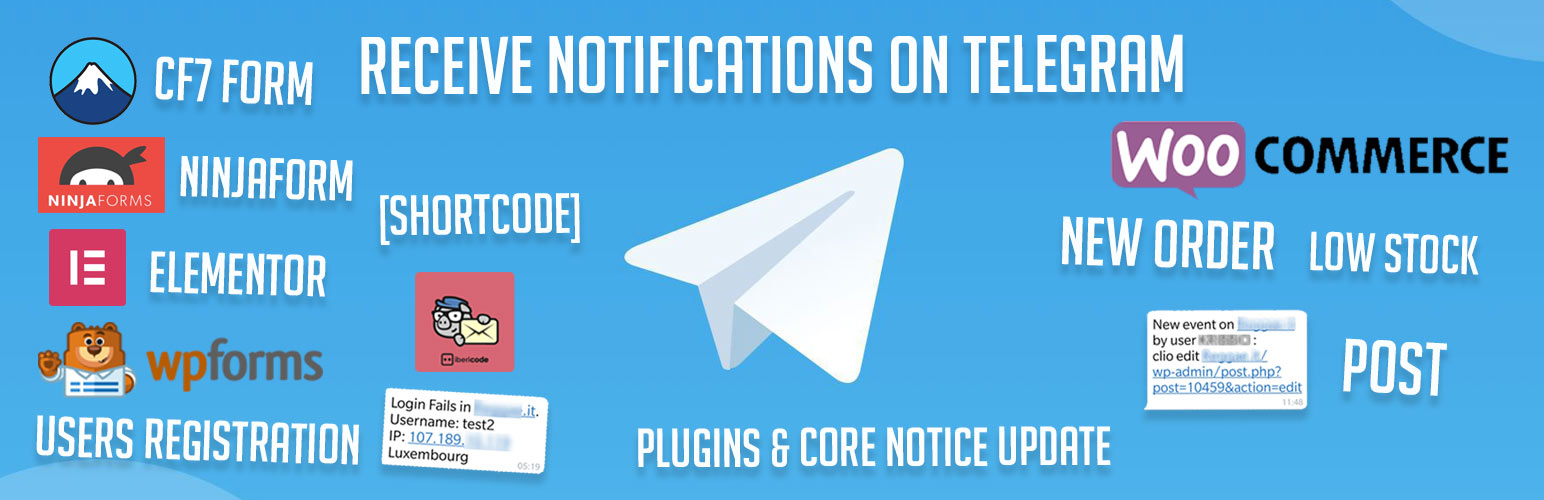 RECEIVE NOTIFICATIONS ON TELEGRAM
CF7 FORM
NINJAFORMS
NINJAFORM
[SHORTCODE]
ELEMENTOR
ibericode
wpforms
USERS REGISTRATION
Login Fails in .it.
Username: test2
IP: 107.189.
Luxembourg
05:19
PLUGINS & CORE NOTICE UPDATE
WOO COMMERCE
NEW ORDER
LOW STOCK
New event on
by user :
clio edit /
wp-admin/post.php?
post=10459&action=edit
11:48
POST